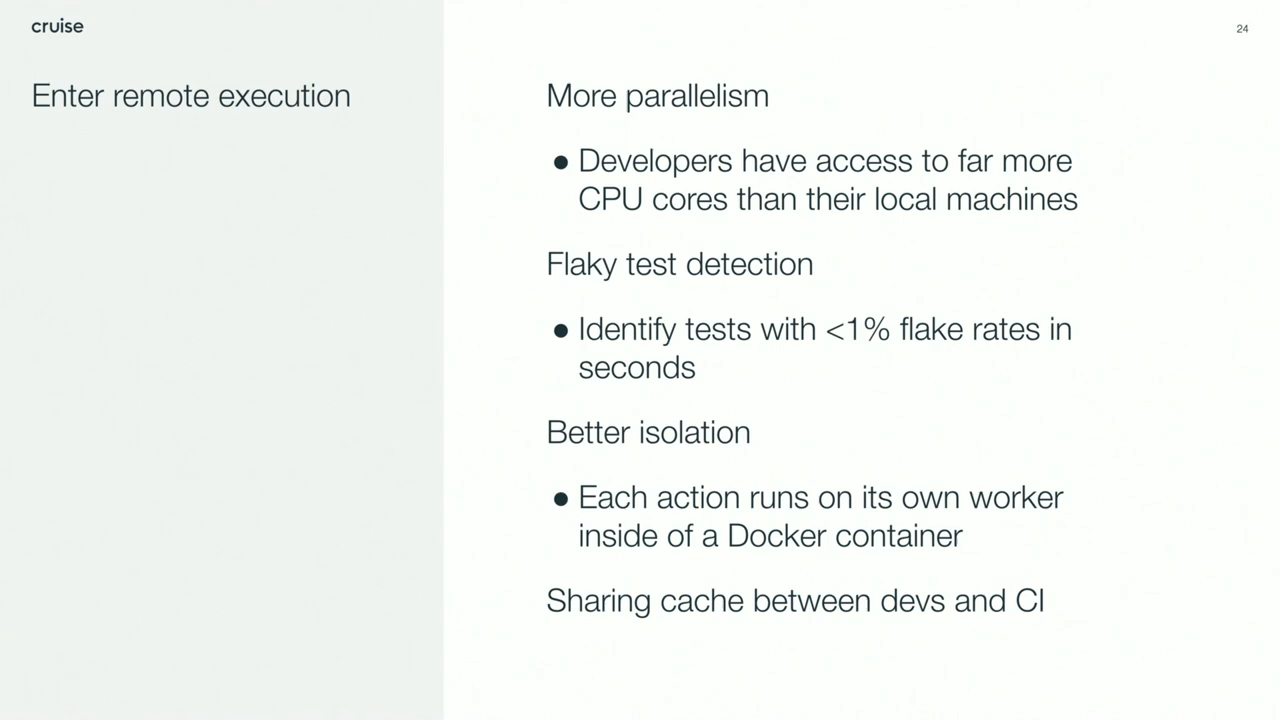 cruise
24
Enter remote execution
More parallelism
● Developers have access to far more
CPU cores than their local machines
Flaky test detection
● Identify tests with <1% flake rates in
seconds
Better isolation
● Each action runs on its own worker
inside of a Docker container
Sharing cache between devs and CI